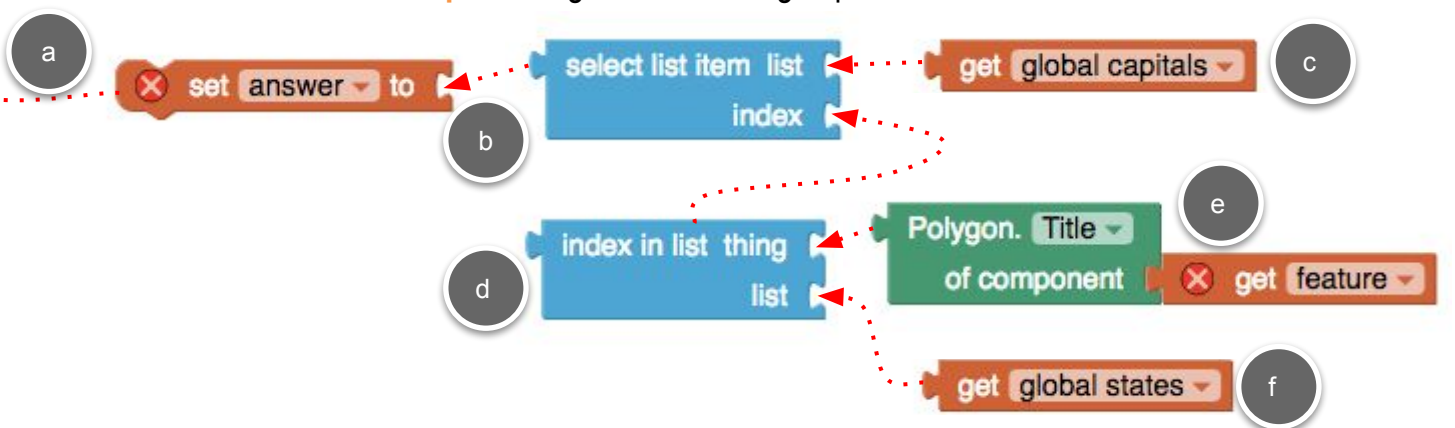 a
set answer to
b
select list item list
index
get global capitals
c
d
index in list thing
list
Polygon. Title
of component
e
get feature
get global states
f